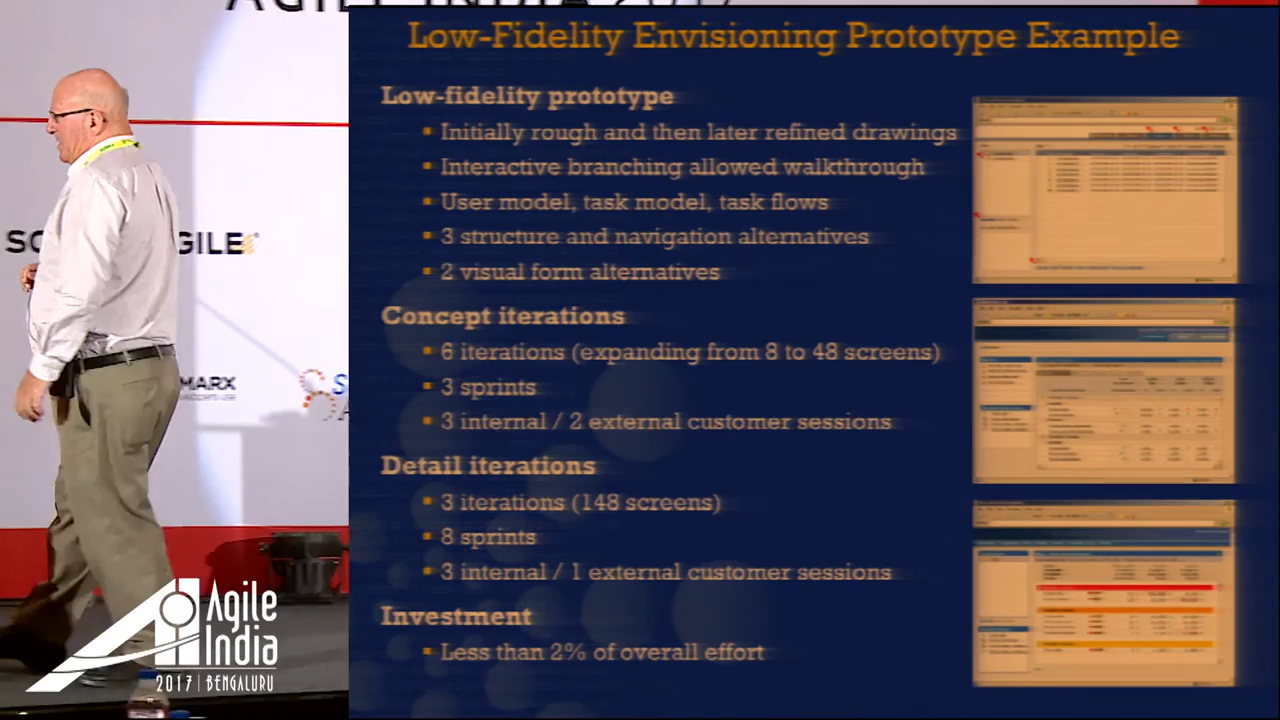 AGILE INDIA 2017
Low-Fidelity Envisioning Prototype Example
Low-fidelity prototype
▪ Initially rough and then later refined drawings
▪ Interactive branching allowed walkthrough
▪ User model, task model, task flows
▪ 3 structure and navigation alternatives
▪ 2 visual form alternatives
Concept iterations
▪ 6 iterations (expanding from 8 to 48 screens)
▪ 3 sprints
▪ 3 internal / 2 external customer sessions
Detail iterations
▪ 3 iterations (148 screens)
▪ 8 sprints
▪ 3 internal / 1 external customer sessions
Investment
▪ Less than 2% of overall effort
Agile
India
2017 | BENGALURU